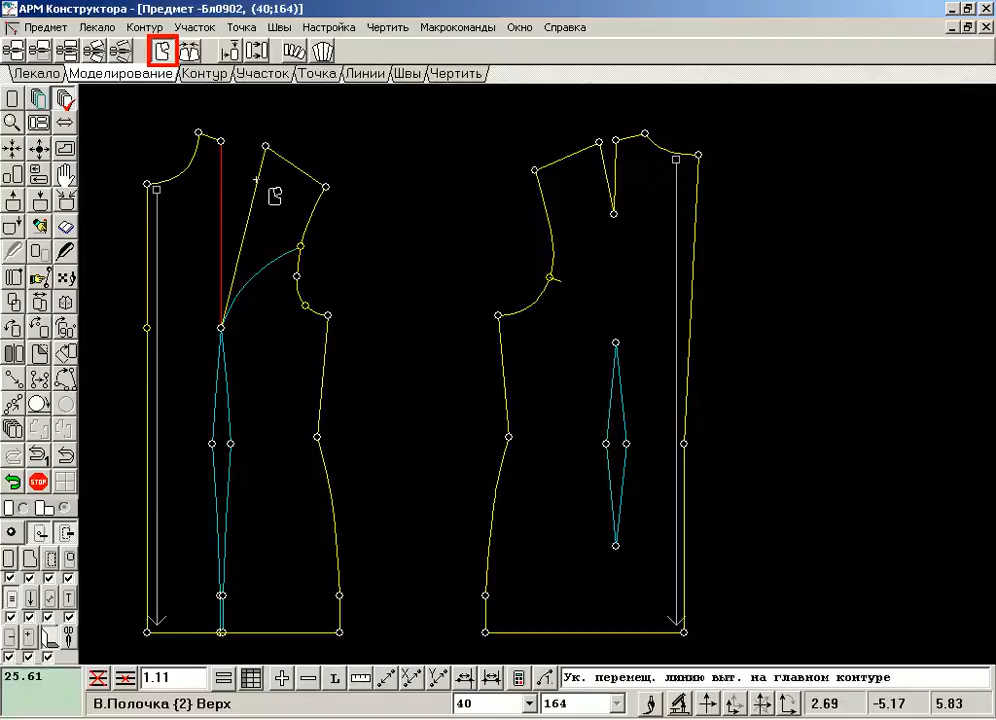 АРМ Конструктора - [Предмет -Бл0902, (40;164)]
Предмет Лекало Контур Участок Точка Швы Настройка Чертить Макрокоманды Окно Справка
Лекало Моделирование Контур Участок Точка Линии Швы Чертить
STOP
25.61
1.11
L
Ук. перемещ. линию выт. на главном контуре
В.Полочка {2} Верх
40
164
2.69
-5.17
5.83